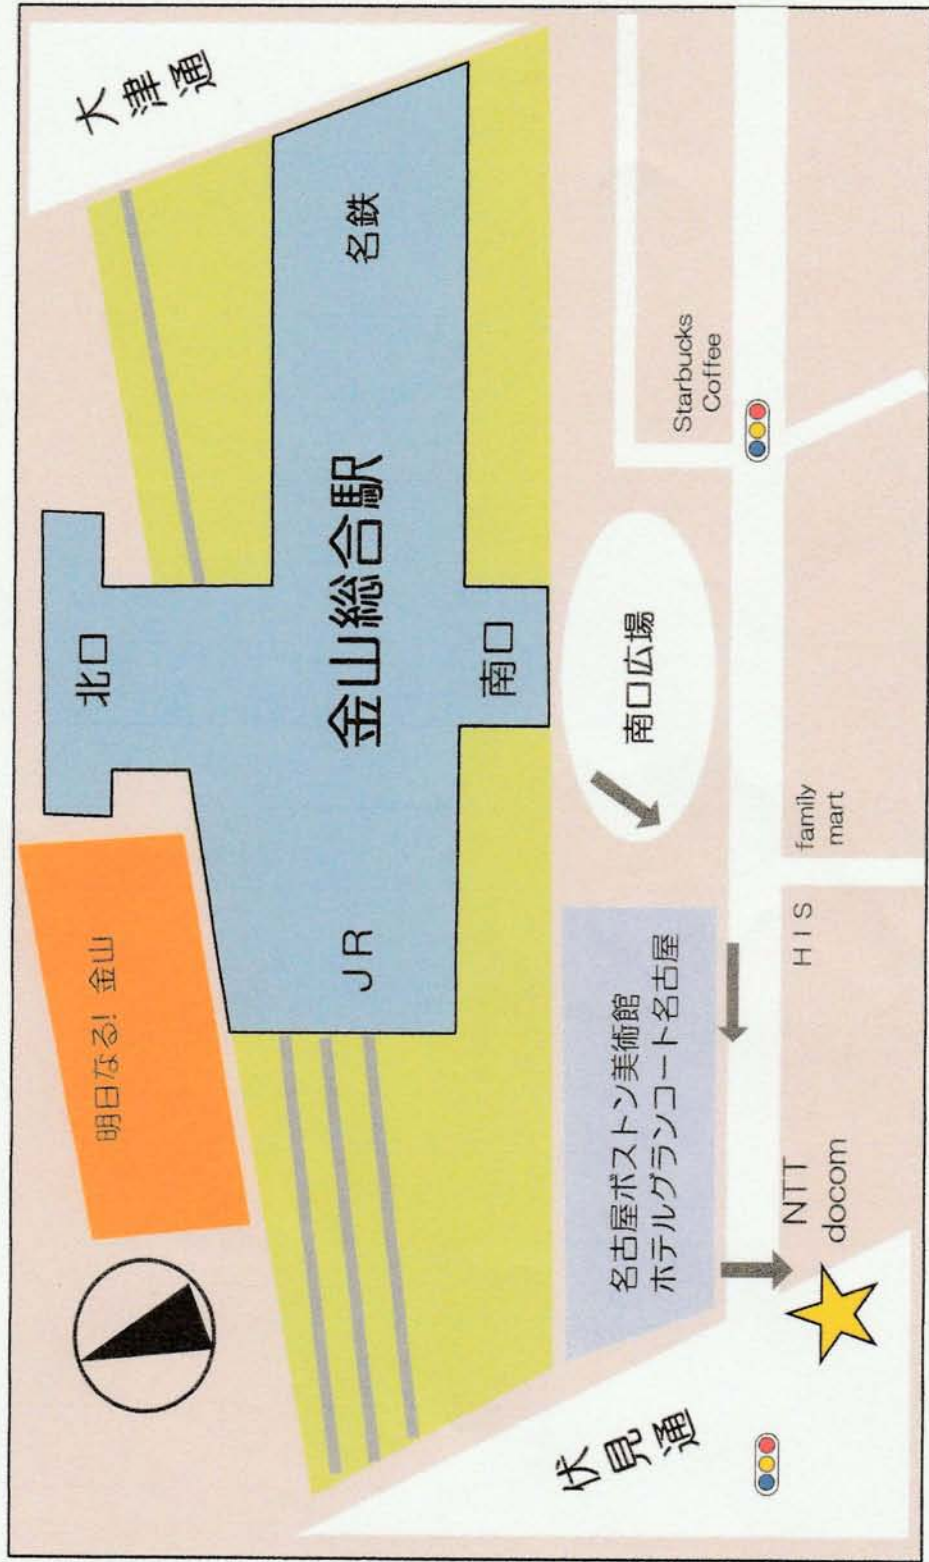 大津通
名鉄
北口
金山総合駅
南口
JR
明日なる! 金山
Starbucks
Coffee
南口広場
family
mart
HIS
名古屋ボストン美術館
ホテルグランコート名古屋
NTT
docom
伏見通